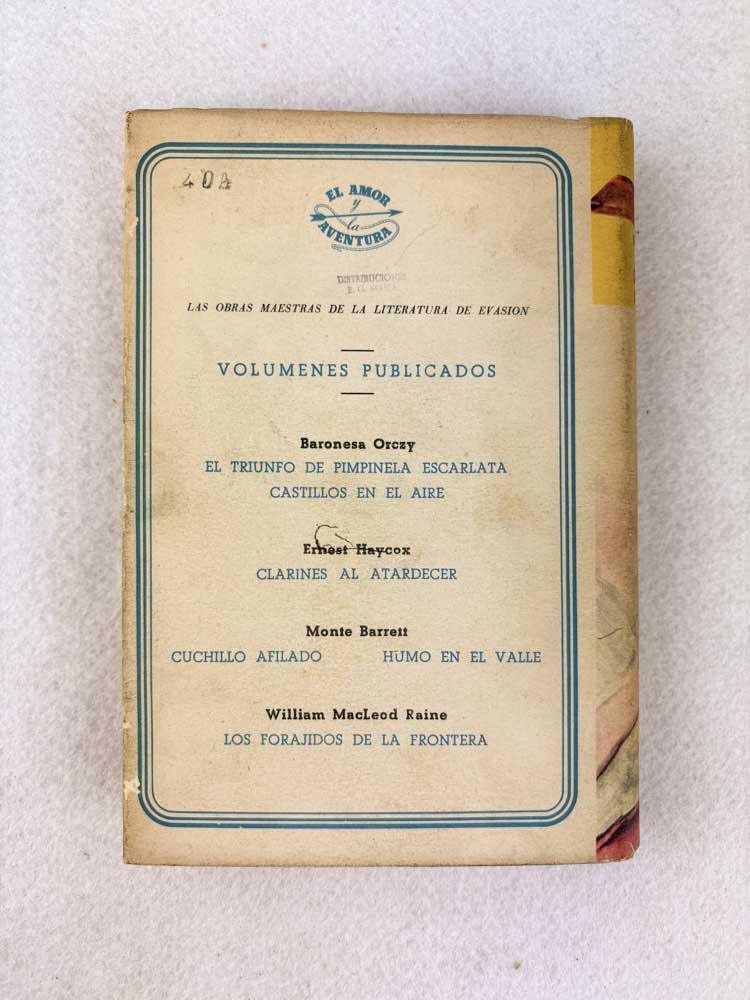 40A
EL AMOR
y
la
AVENTURA
DISTRIBUCIONES
LAS OBRAS MAESTRAS DE LA LITERATURA DE EVASION
VOLUMENES PUBLICADOS
Baronesa Orczy
EL TRIUNFO DE PIMPINELA ESCARLATA
CASTILLOS EN EL AIRE
Ernest Haycox
CLARINES AL ATARDECER
Monte Barrett
CUCHILLO AFILADO HUMO EN EL VALLE
William MacLeod Raine
LOS FORAJIDOS DE LA FRONTERA